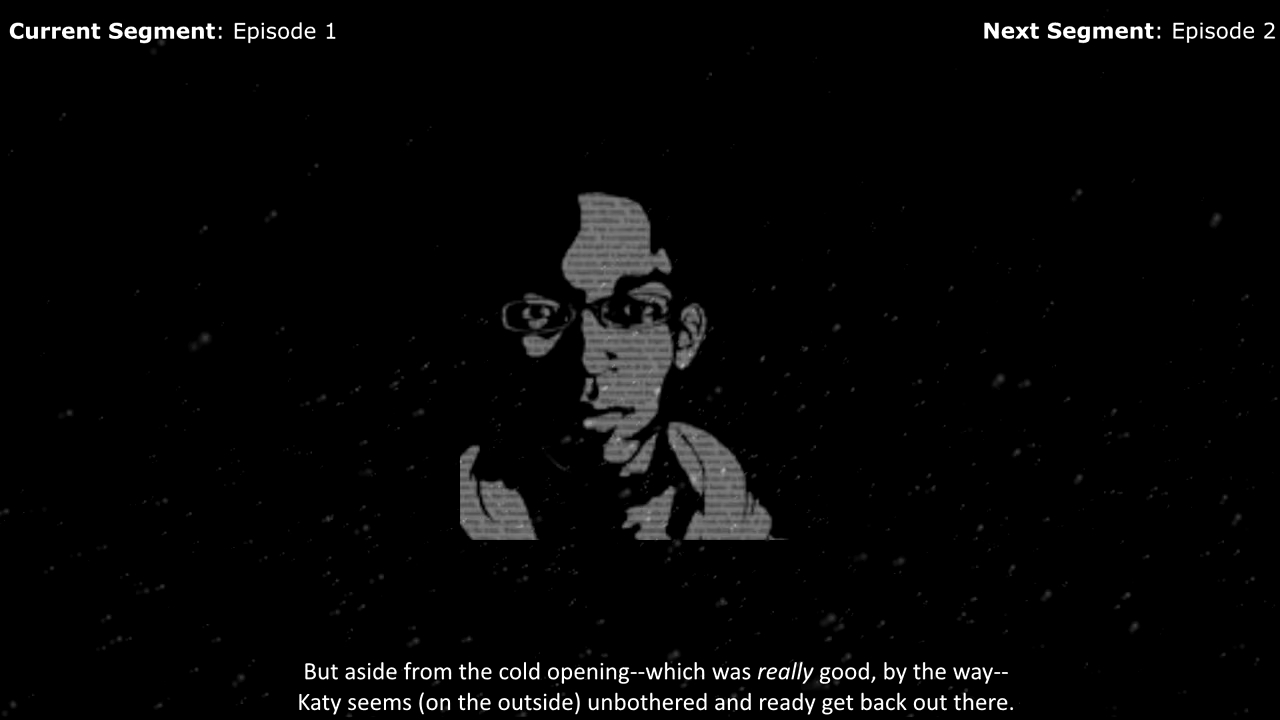 Current Segment: Episode 1
Next Segment: Episode 2
But aside from the cold opening--which was really good, by the way--
Katy seems (on the outside) unbothered and ready get back out there.